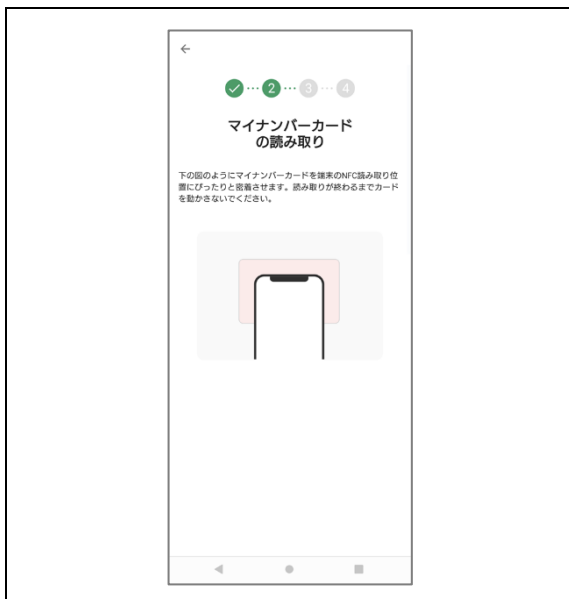 2 3 4
マイナンバーカード
の読み取り
下の図のようにマイナンバーカードを端末のNFC読み取り位
置にぴったりと密着させます。読み取りが終わるまでカード
を動かさないでください。